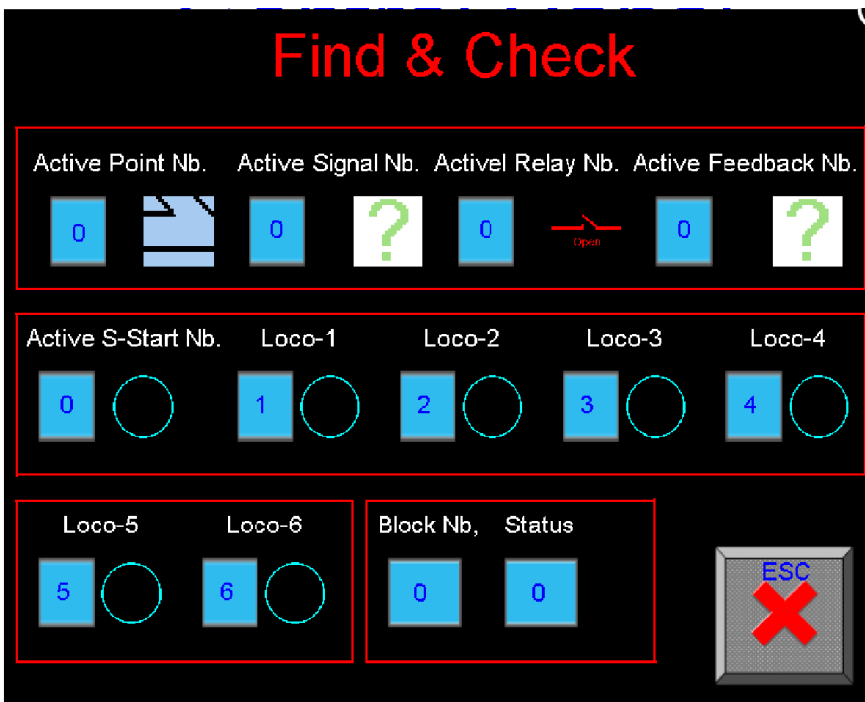 Find & Check
Active Point Nb. Active Signal Nb. Activel Relay Nb. Active Feedback Nb.
0 0 ? 0 Open 0 ?
Active S-Start Nb. Loco-1 Loco-2 Loco-3 Loco-4
0 1 2 3 4
Loco-5 Loco-6 Block Nb, Status
5 6 0 0
ESC